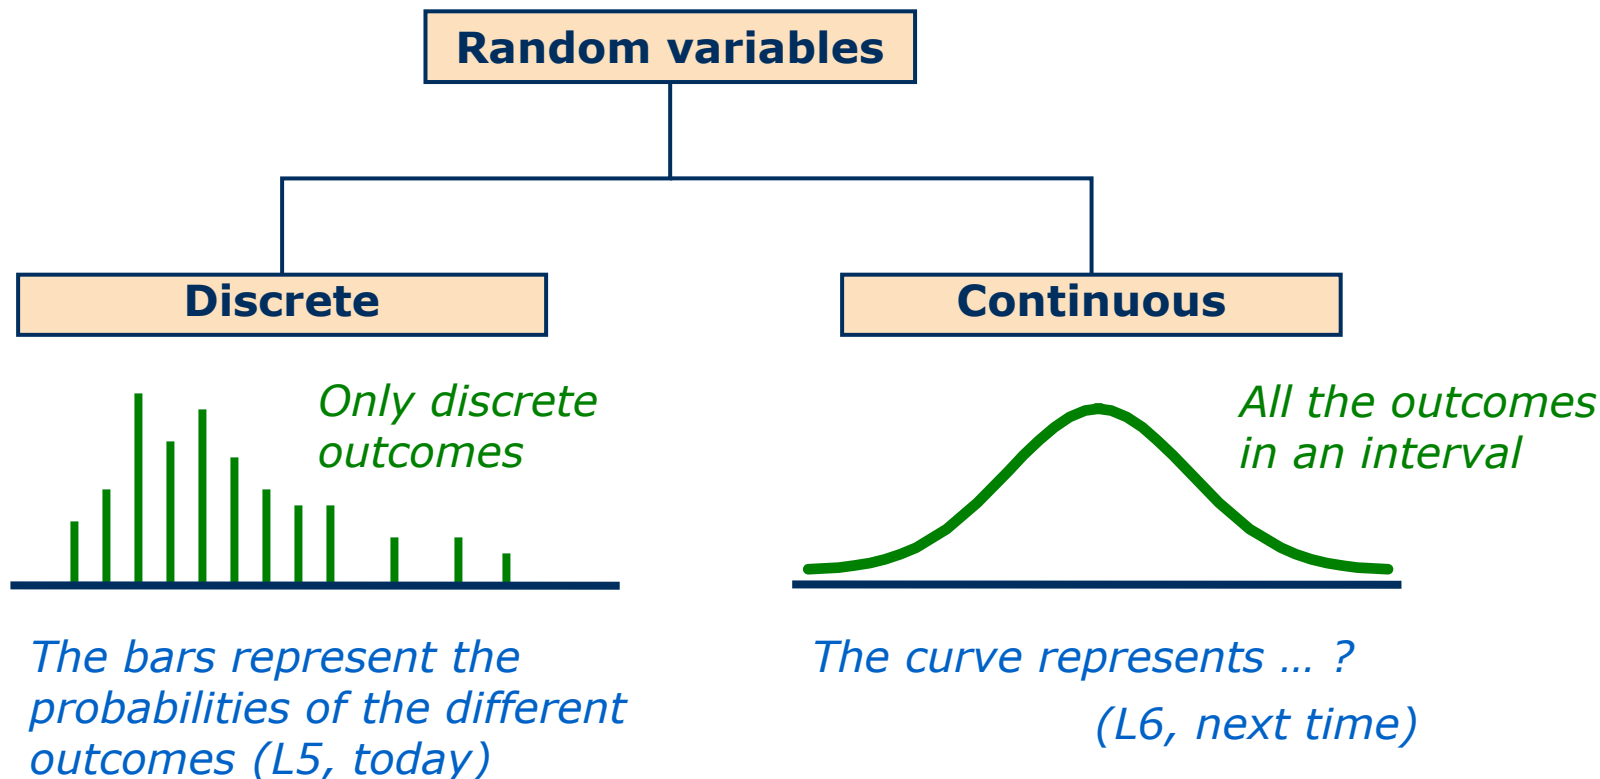 Random variables
Discrete
Continuous
Only discrete
outcomes
All the outcomes
in an interval
The bars represent the
probabilities of the different
outcomes (L5, today)
The curve represents … ?
(L6, next time)